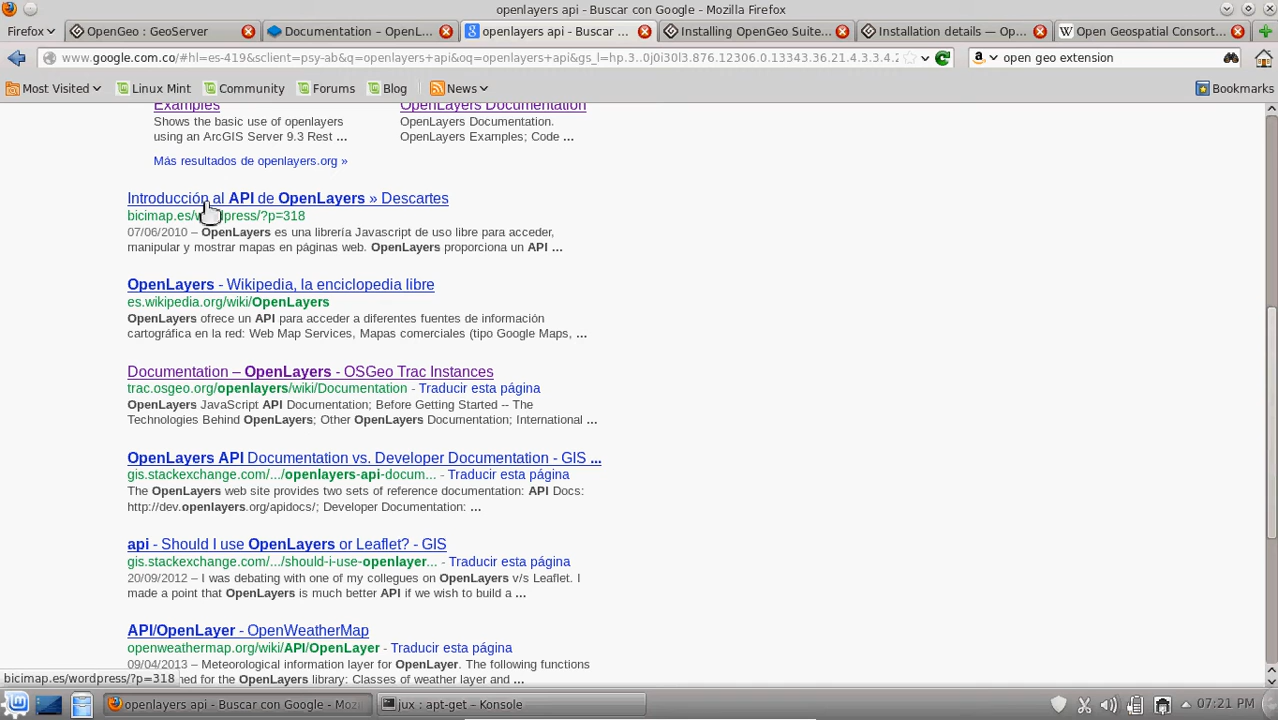 openlayers api - Buscar con Google - Mozilla Firefox
Firefox
OpenGeo : GeoServer
Documentation – OpenL...
openlayers api - Buscar ...
Installing OpenGeo Suite...
Installation details — Op...
Open Geospatial Consort...
www.google.com.co/#hl=es-419&sclient=psy-ab&q=openlayers+api&oq=openlayers+api&gs_l=hp.3..0j0i30l3.876.12306.0.13343.36.21.4.3.3.4.2
open geo extension
Most Visited
Linux Mint
Community
Forums
Blog
News
Bookmarks
Examples
OpenLayers Documentation
Shows the basic use of openlayers
using an ArcGIS Server 9.3 Rest ...
OpenLayers Documentation.
OpenLayers Examples; Code ...
Más resultados de openlayers.org »
Introducción al API de OpenLayers » Descartes
bicimap.es/wordpress/?p=318
07/06/2010 – OpenLayers es una librería Javascript de uso libre para acceder,
manipular y mostrar mapas en páginas web. OpenLayers proporciona un API ...
OpenLayers - Wikipedia, la enciclopedia libre
es.wikipedia.org/wiki/OpenLayers
OpenLayers ofrece un API para acceder a diferentes fuentes de información
cartográfica en la red: Web Map Services, Mapas comerciales (tipo Google Maps, ...
Documentation – OpenLayers - OSGeo Trac Instances
trac.osgeo.org/openlayers/wiki/Documentation - Traducir esta página
OpenLayers JavaScript API Documentation; Before Getting Started -- The
Technologies Behind OpenLayers; Other OpenLayers Documentation; International ...
OpenLayers API Documentation vs. Developer Documentation - GIS ...
gis.stackexchange.com/.../openlayers-api-docum... - Traducir esta página
The OpenLayers web site provides two sets of reference documentation: API Docs:
http://dev.openlayers.org/apidocs/; Developer Documentation: ...
api - Should I use OpenLayers or Leaflet? - GIS
gis.stackexchange.com/.../should-i-use-openlayer... - Traducir esta página
20/09/2012 – I was debating with one of my collegues on OpenLayers v/s Leaflet. I
made a point that OpenLayers is much better API if we wish to build a ...
API/OpenLayer - OpenWeatherMap
openweathermap.org/wiki/API/OpenLayer - Traducir esta página
09/04/2013 – Meteorological information layer for OpenLayer. The following functions
ned for the OpenLayers library: Classes of weather layer and ...
bicimap.es/wordpress/?p=318
openlayers api - Buscar con Google - Mozi
jux : apt-get – Konsole
07:21 PM